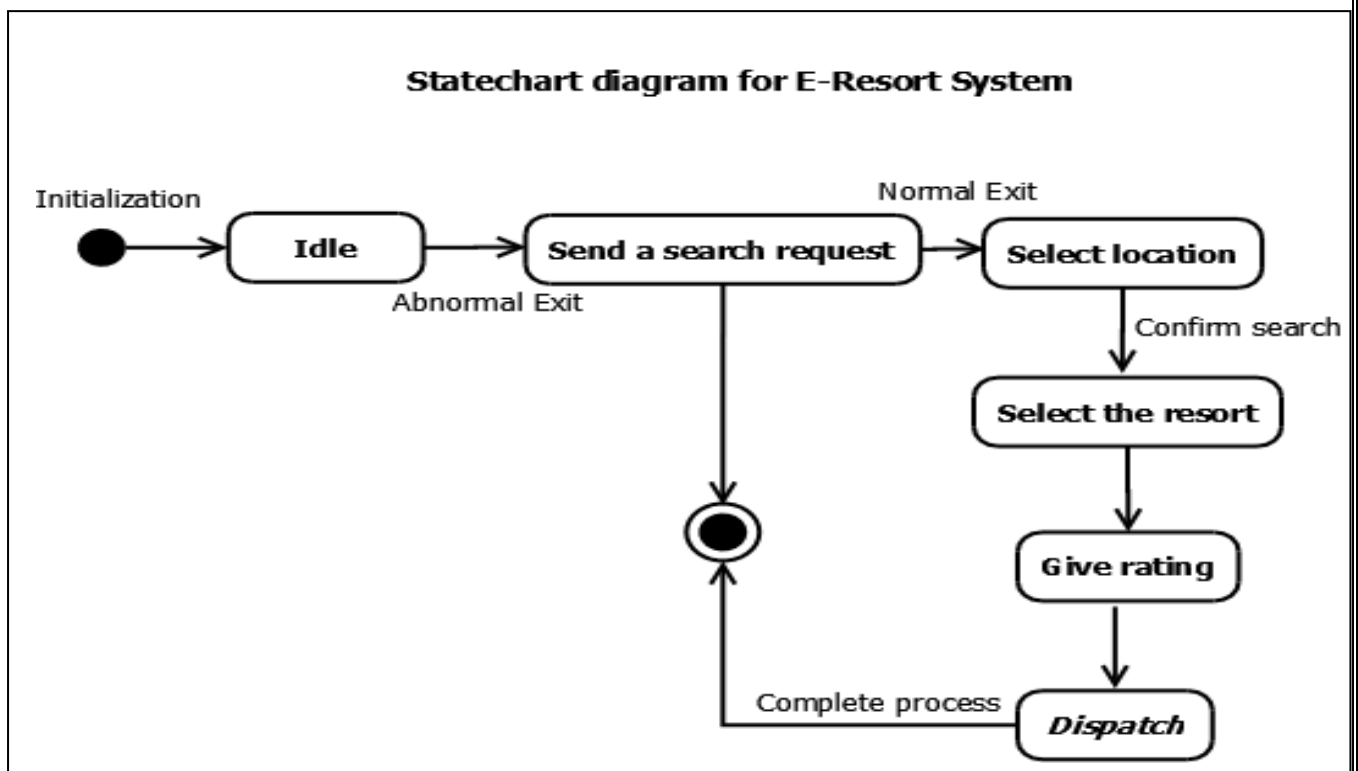 Statechart diagram for E-Resort System
Initialization
Normal Exit
Idle
Send a search request
Select location
Abnormal Exit
Confirm search
Select the resort
Give rating
Complete process
Dispatch